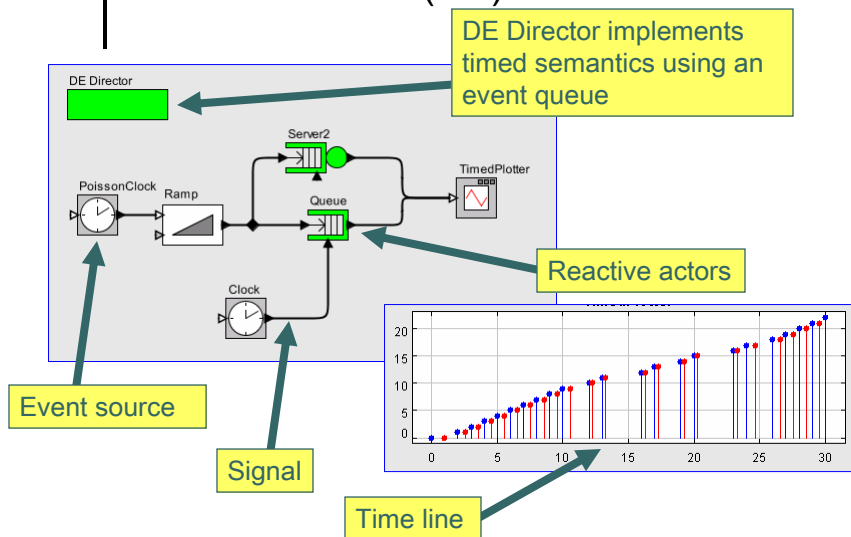 DE Director implements
timed semantics using an
event queue
DE Director
Server2
TimedPlotter
PoissonClock
Ramp
Queue
Reactive actors
Clock
Event source
Signal
20
15
10
5
0
0 5 10 15 20 25 30
Time line